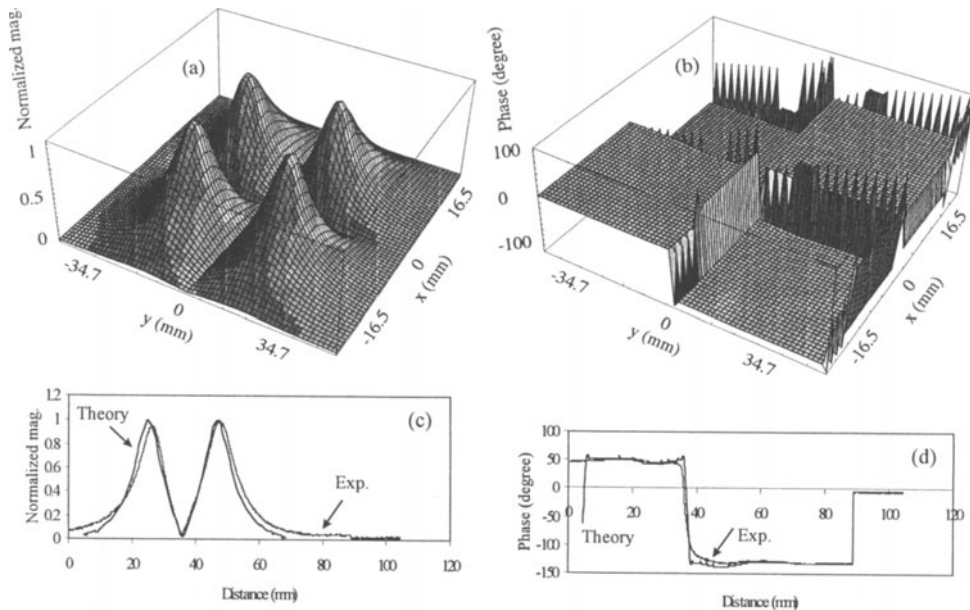 Normalized mag.
(a)
1
0.5
0
-34.7
0
y (mm)
34.7
-16.5
0
x (mm)
16.5
Phase (degree)
(b)
100
0
-100
-34.7
0
y (mm)
34.7
-16.5
0
x (mm)
16.5
Normalized mag.
1.2
1
0.8
0.6
0.4
0.2
0
Theory
(c)
Exp.
0
20
40
60
80
100
120
Distance (mm)
Phase (degree)
100
50
0
-50
-100
-150
(d)
0
20
40
60
80
100
120
Theory
Exp.
Distance (mm)